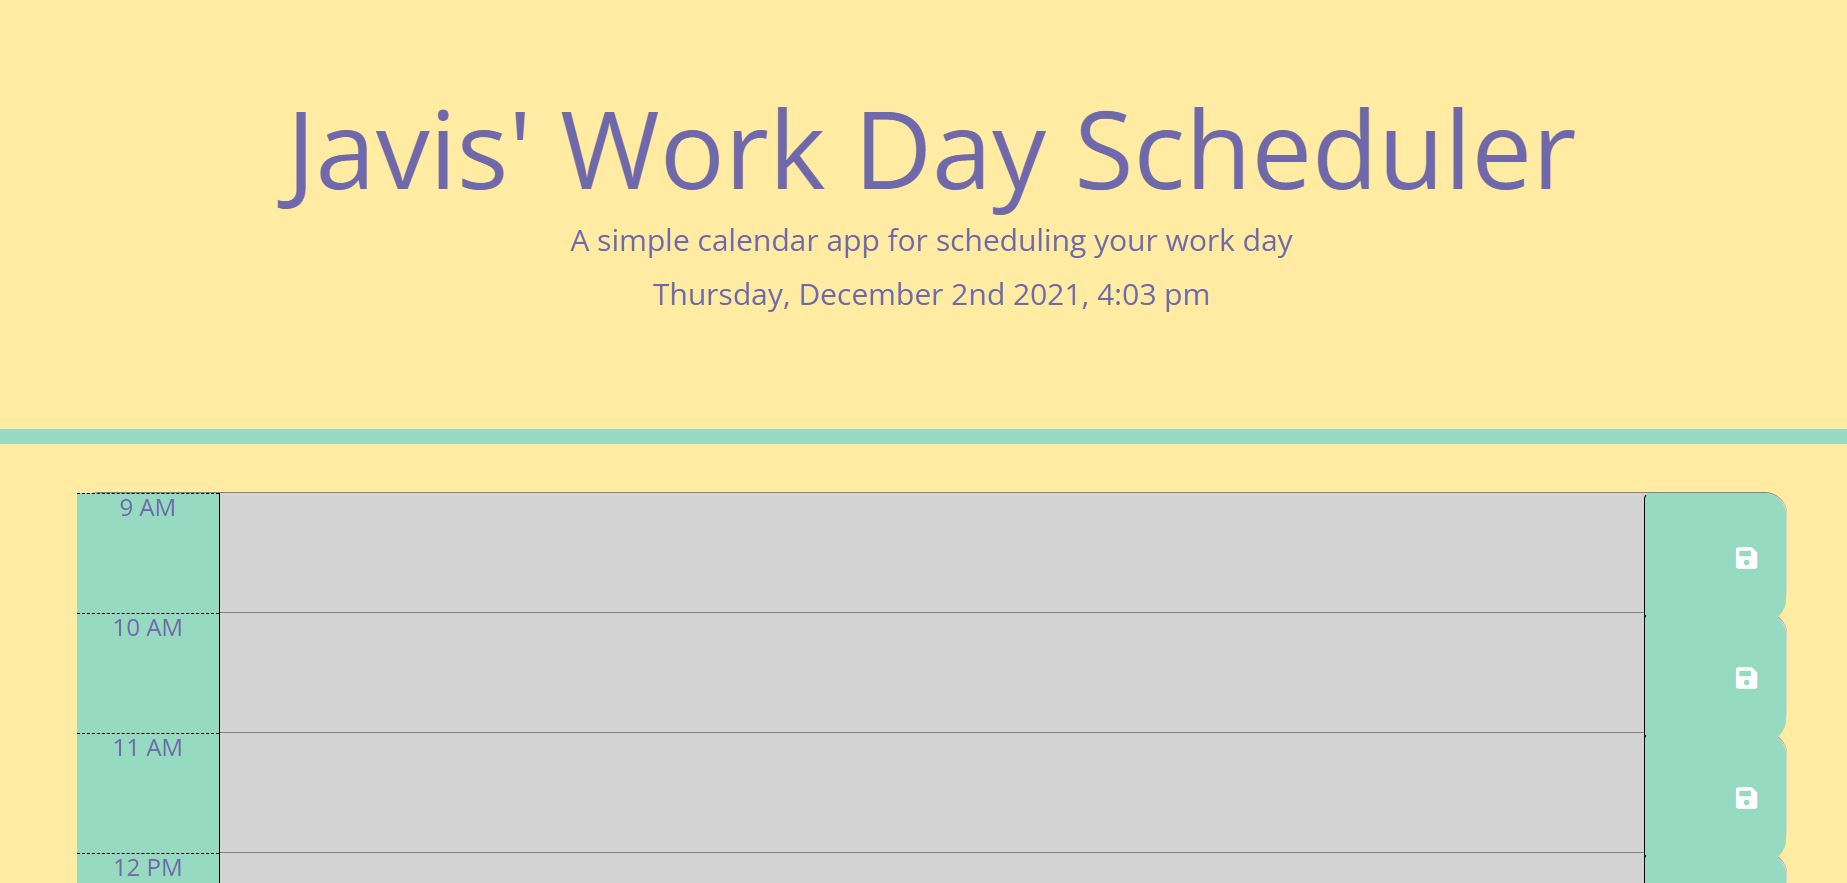 Javis' Work Day Scheduler
A simple calendar app for scheduling your work day
Thursday, December 2nd 2021, 4:03 pm
9 AM
10 AM
11 AM
12 PM